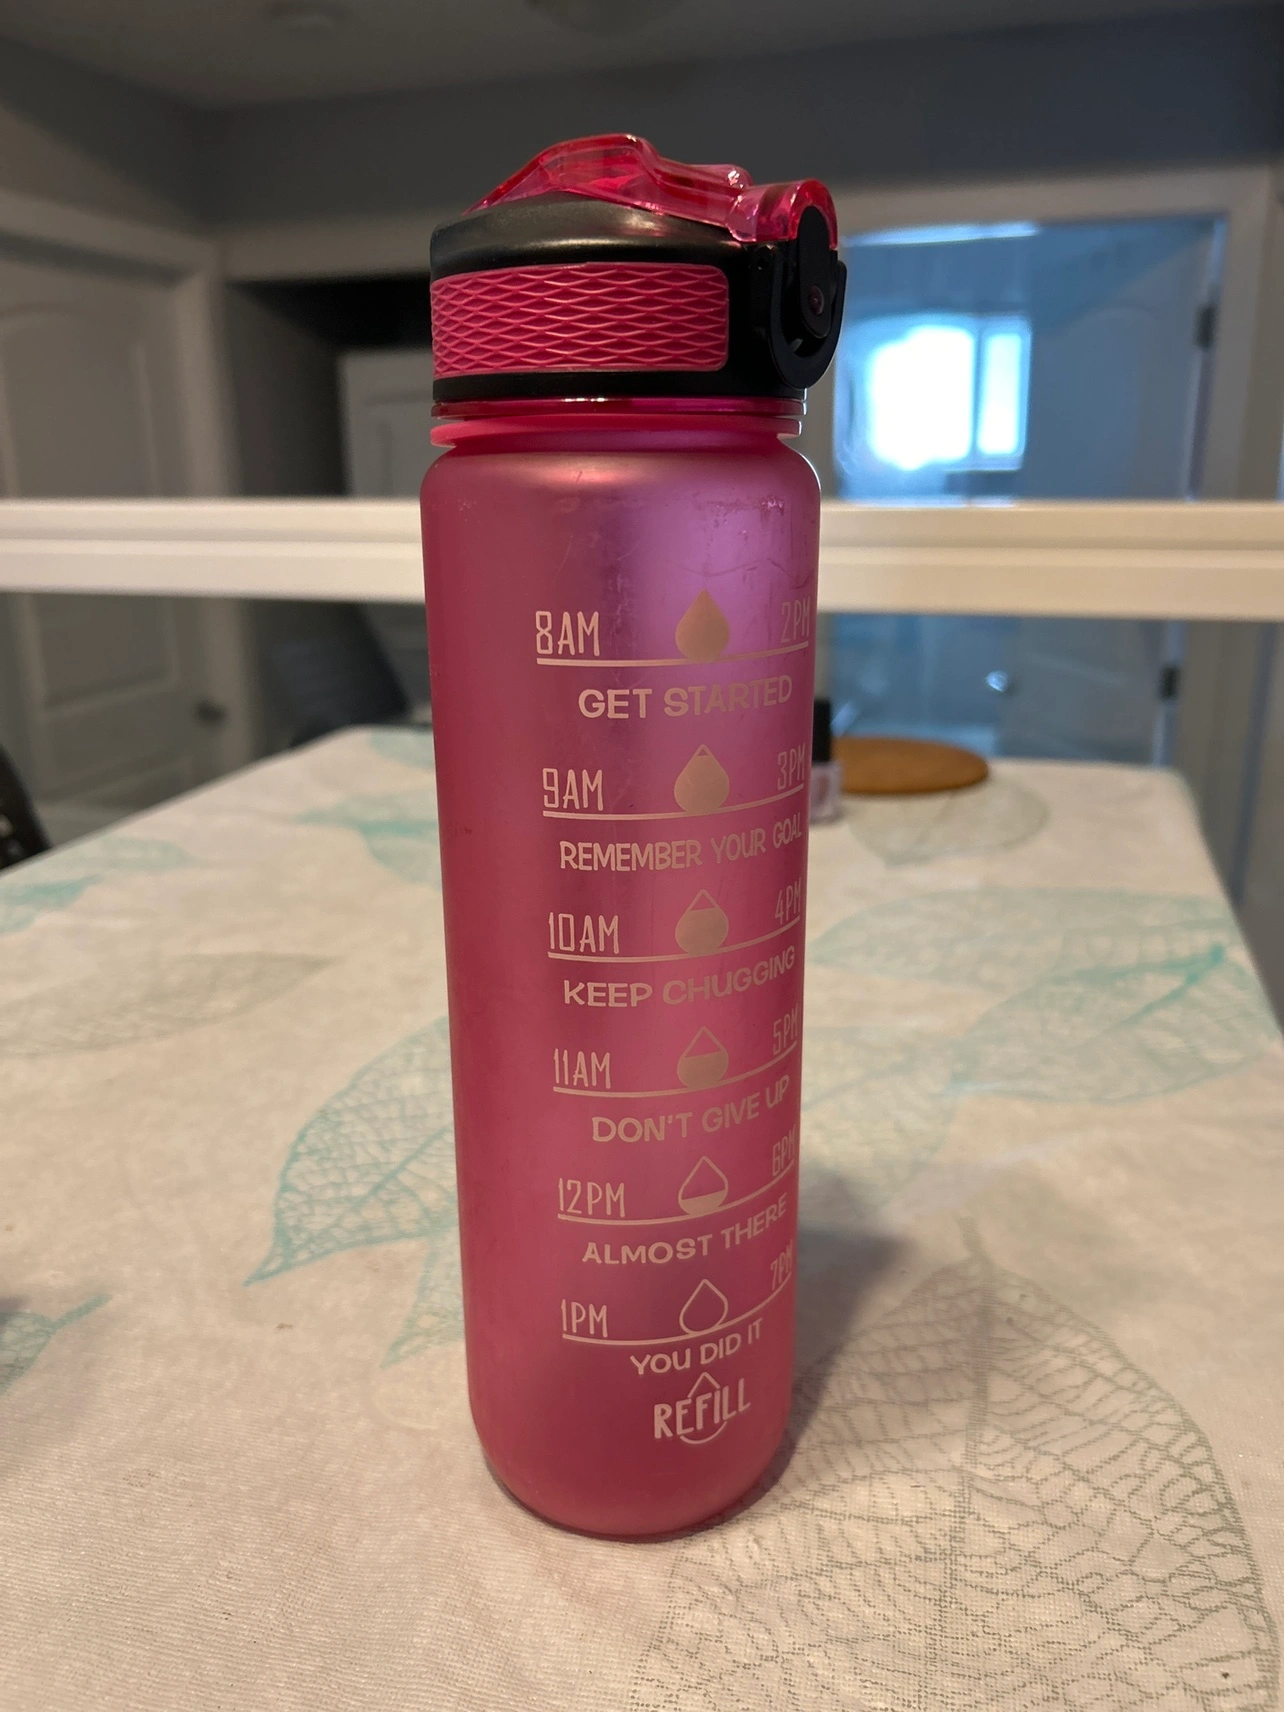 8AM 2PM
GET STARTED
9AM 3PM
REMEMBER YOUR GOAL
10AM 4PM
KEEP CHUGGING
11AM 5PM
DON'T GIVE UP
12PM 6PM
ALMOST THERE
1PM 7PM
YOU DID IT
REFILL